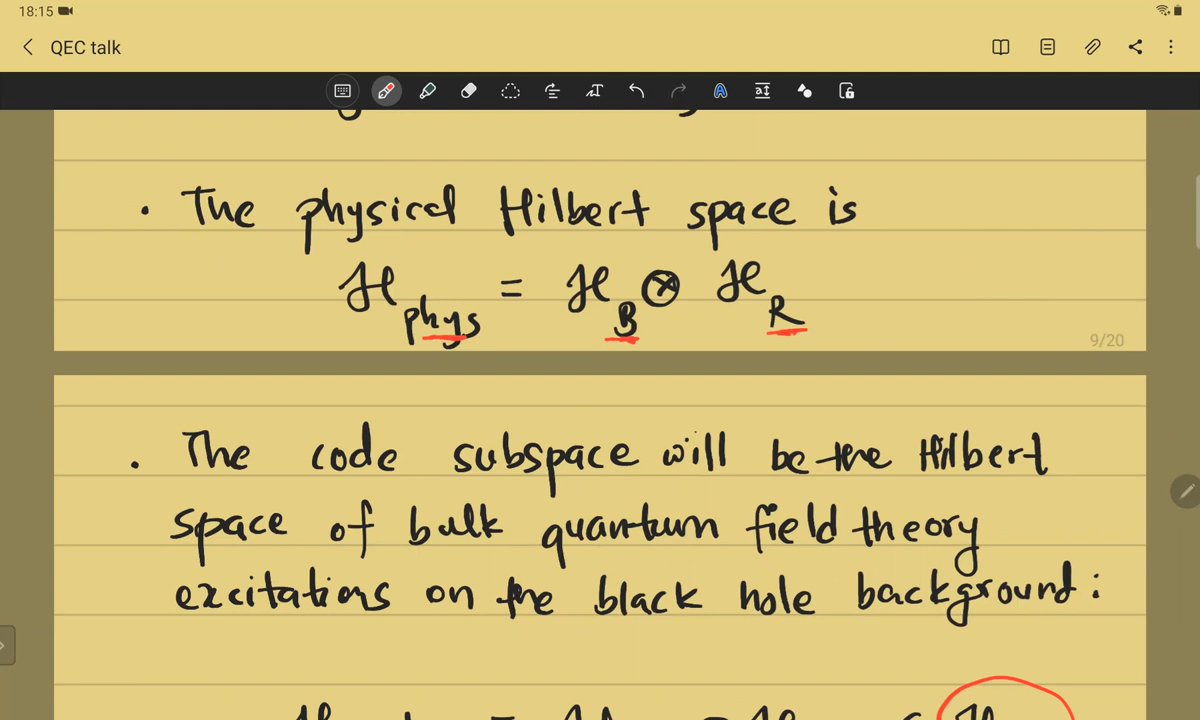 18:15
QEC talk
. The physical Hilbert space is
ℋ_phys = ℋ_B ⊗ ℋ_R
9/20
. The code subspace will be the Hilbert
space of bulk quantum field theory
excitations on the black hole background: